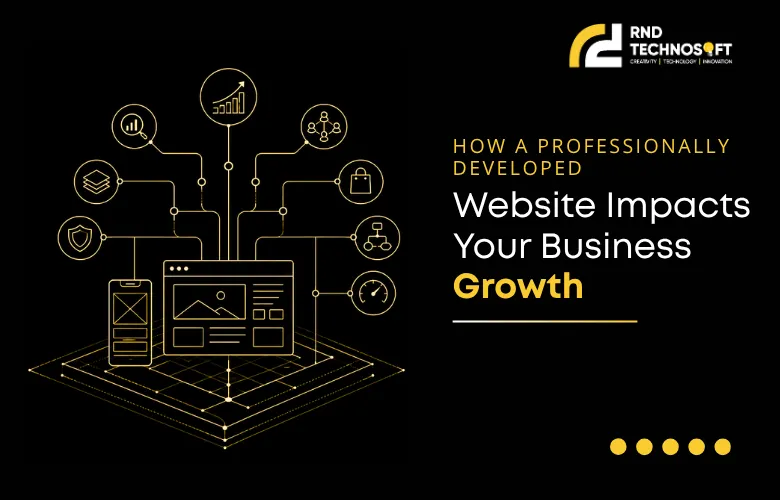 RND
TECHNOSOFT
CREATIVITY | TECHNOLOGY | INNOVATION
HOW A PROFESSIONALLY
DEVELOPED
Website Impacts
Your Business
Growth